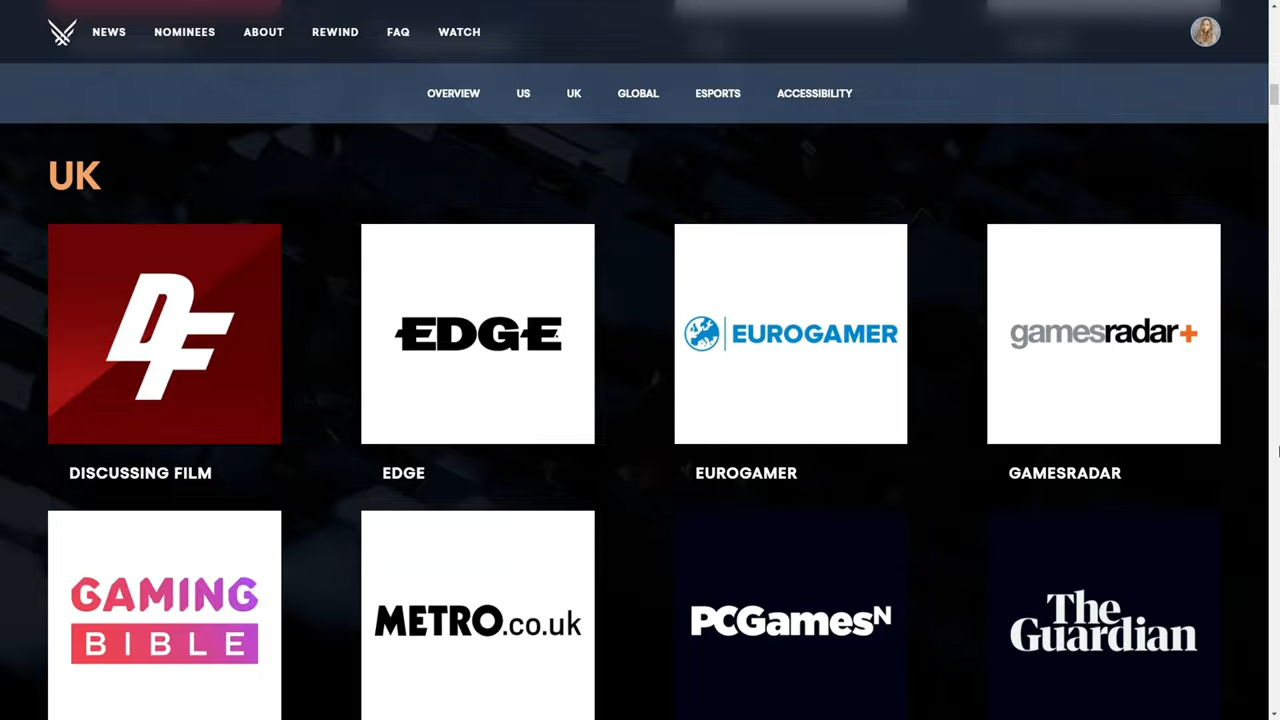 NEWS NOMINEES ABOUT REWIND FAQ WATCH
OVERVIEW US UK GLOBAL ESPORTS ACCESSIBILITY
UK
DF
EDGE
EUROGAMER
gamesradar+
DISCUSSING FILM
EDGE
EUROGAMER
GAMESRADAR
GAMING
BIBLE
METRO.co.uk
PCGamesN
The
Guardian